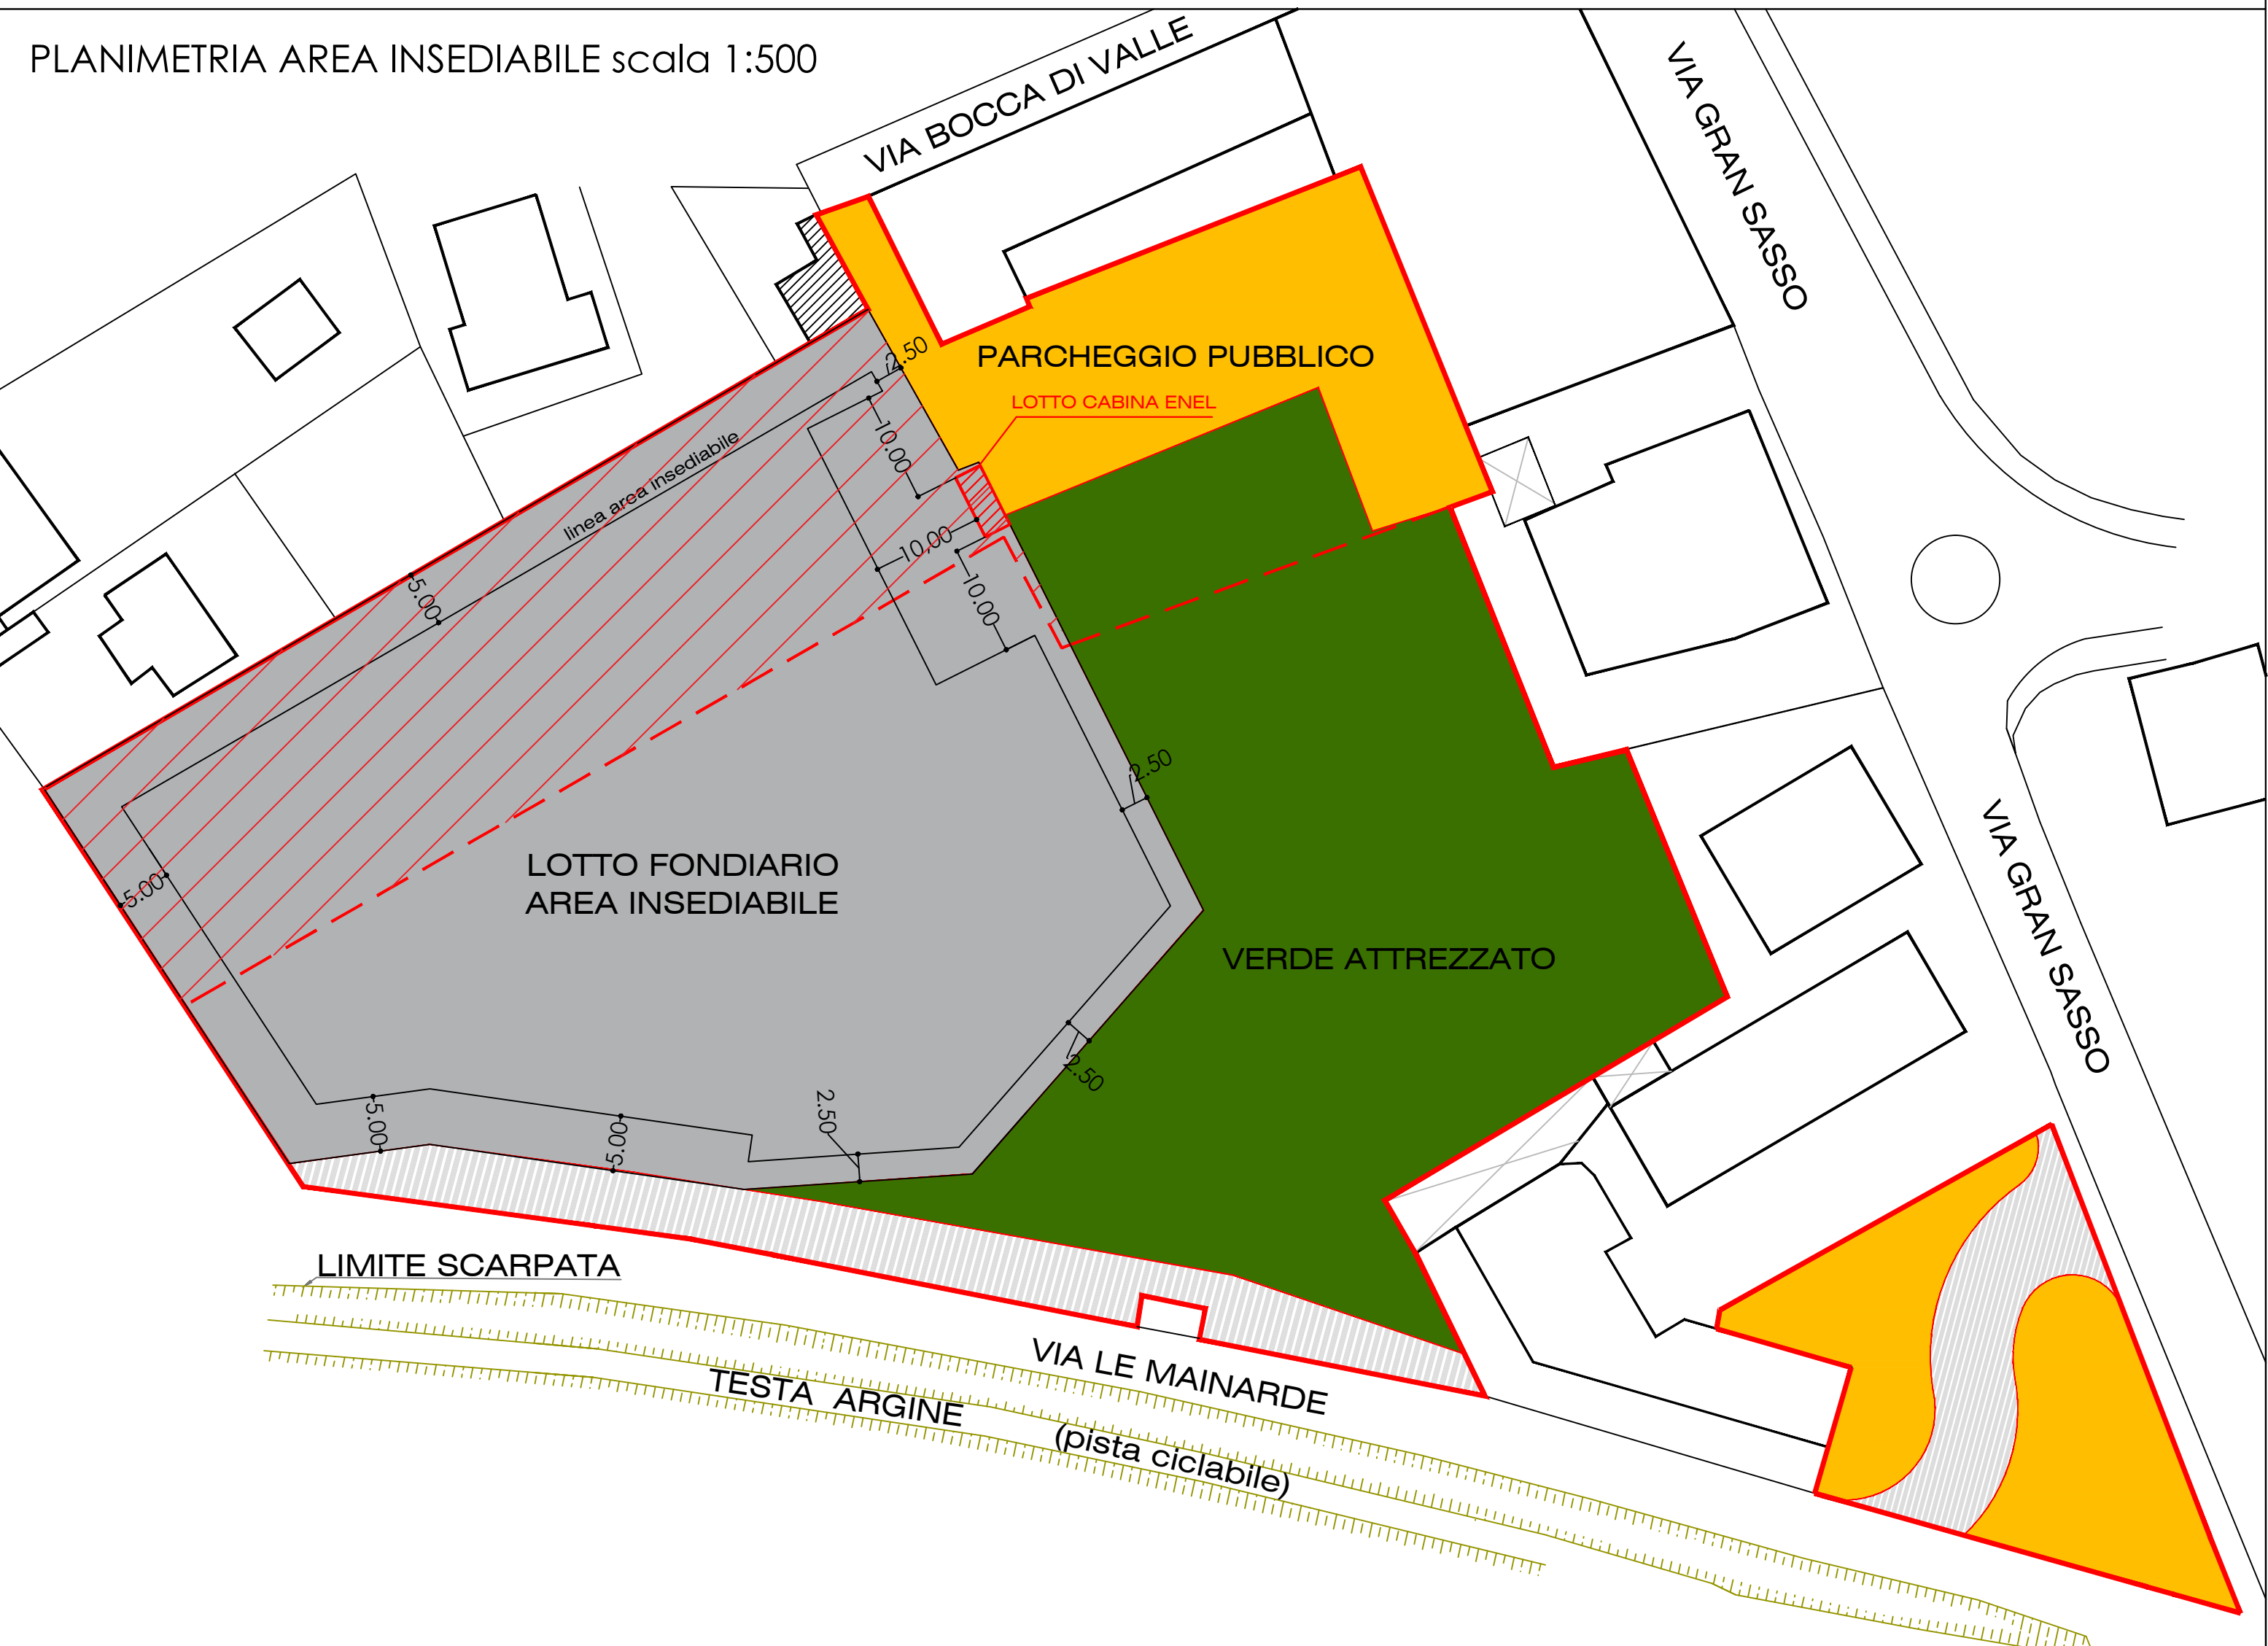 PLANIMETRIA AREA INSEDIABILE scala 1:500
VIA BOCCA DI VALLE
VIA GRAN SASSO
2.50
PARCHEGGIO PUBBLICO
LOTTO CABINA ENEL
10.00
linea area insediabile
10,00
10.00
5.00
2.50
5.00
LOTTO FONDIARIO
AREA INSEDIABILE
VERDE ATTREZZATO
VIA GRAN SASSO
2.50
2.50
5.00
5.00
LIMITE SCARPATA
VIA LE MAINARDE
TESTA ARGINE
(pista ciclabile)